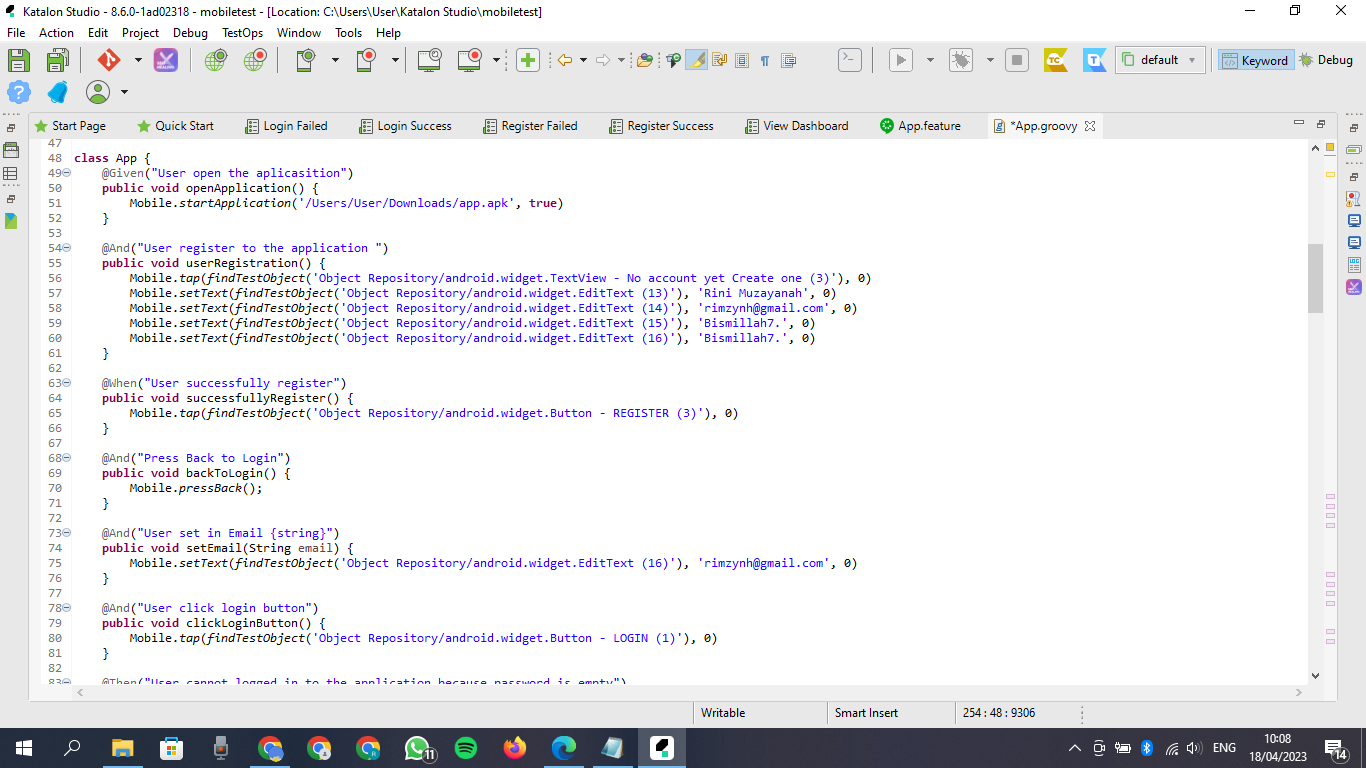 Katalon Studio - 8.6.0-1ad02318 - mobiletest - [Location: C:\Users\User\Katalon Studio\mobiletest]
File Action Edit Project Debug TestOps Window Tools Help
TC T default Keyword Debug
Start Page Quick Start Login Failed Login Success Register Failed Register Success View Dashboard App.feature *App.groovy
47
48 class App {
49 @Given("User open the aplicasition")
50 public void openApplication() {
51 Mobile.startApplication('/Users/User/Downloads/app.apk', true)
52 }
53
54 @And("User register to the application ")
55 public void userRegistration() {
56 Mobile.tap(findTestObject('Object Repository/android.widget.TextView - No account yet Create one (3)'), 0)
57 Mobile.setText(findTestObject('Object Repository/android.widget.EditText (13)'), 'Rini Muzayanah', 0)
58 Mobile.setText(findTestObject('Object Repository/android.widget.EditText (14)'), 'rimzynh@gmail.com', 0)
59 Mobile.setText(findTestObject('Object Repository/android.widget.EditText (15)'), 'Bismillah7.', 0)
60 Mobile.setText(findTestObject('Object Repository/android.widget.EditText (16)'), 'Bismillah7.', 0)
61 }
62
63 @When("User successfully register")
64 public void successfullyRegister() {
65 Mobile.tap(findTestObject('Object Repository/android.widget.Button - REGISTER (3)'), 0)
66 }
67
68 @And("Press Back to Login")
69 public void backToLogin() {
70 Mobile.pressBack();
71 }
72
73 @And("User set in Email {string}")
74 public void setEmail(String email) {
75 Mobile.setText(findTestObject('Object Repository/android.widget.EditText (16)'), 'rimzynh@gmail.com', 0)
76 }
77
78 @And("User click login button")
79 public void clickLoginButton() {
80 Mobile.tap(findTestObject('Object Repository/android.widget.Button - LOGIN (1)'), 0)
81 }
82
83 @Then("User cannot logged in to the application because password is empty")
Writable Smart Insert 254 : 48 : 9306
11 ENG 10:08
18/04/2023 14